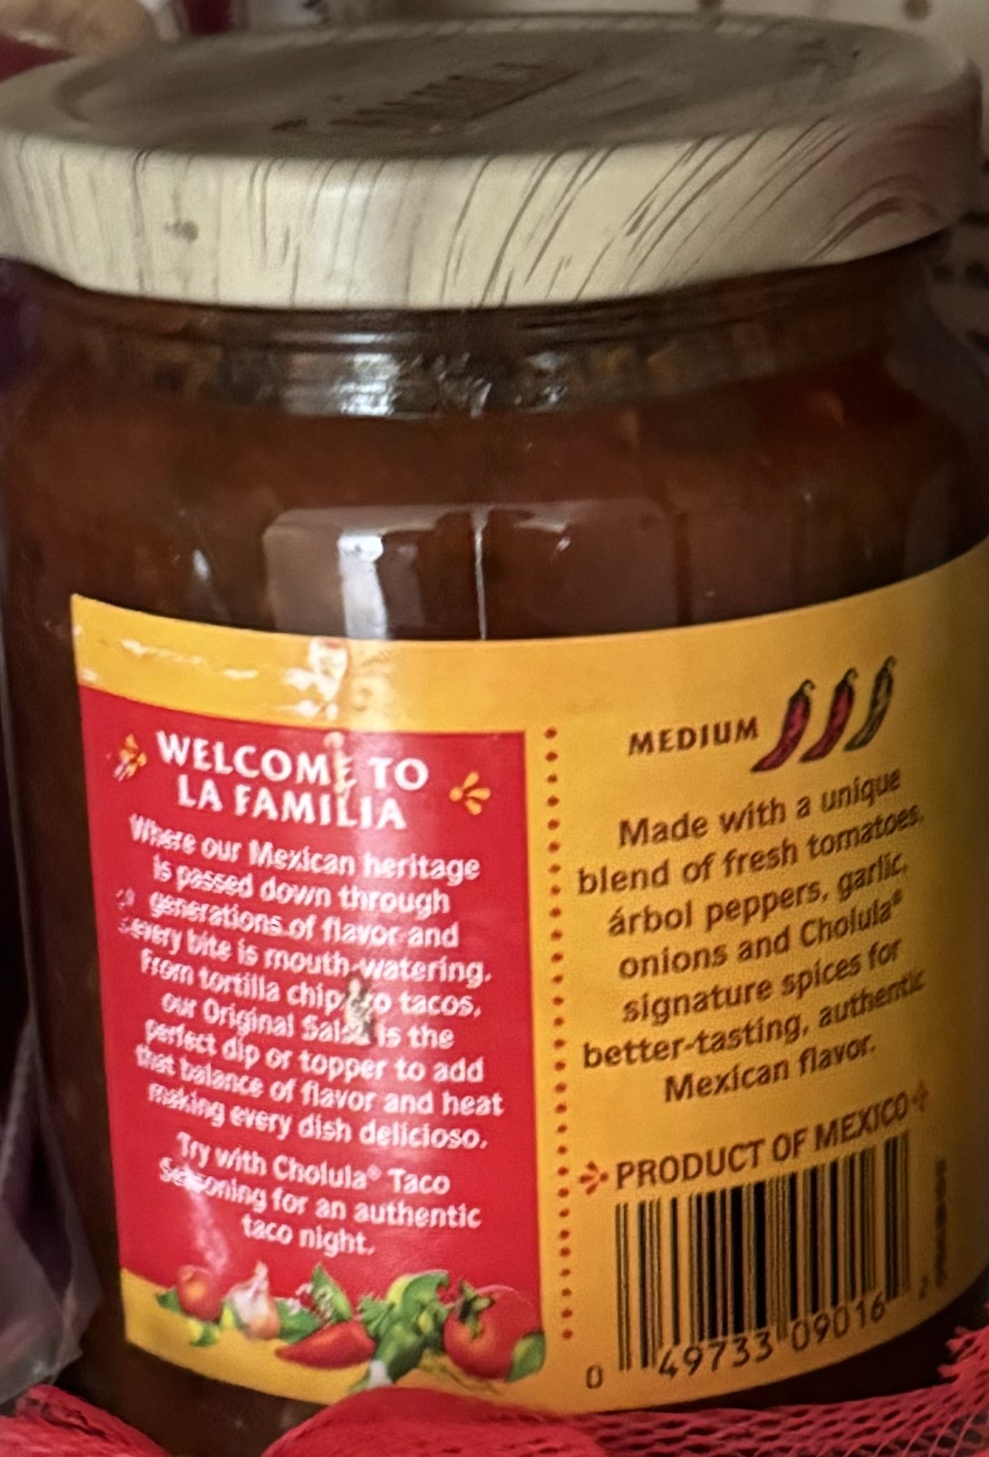 WELCOME TO
LA FAMILIA
Where our Mexican heritage
is passed down through
generations of flavor and
every bite is mouth-watering.
From tortilla chips to tacos,
our Original Salsa is the
perfect dip or topper to add
that balance of flavor and heat
making every dish delicioso.
Try with Cholula® Taco
Seasoning for an authentic
taco night.
MEDIUM
Made with a unique
blend of fresh tomatoes,
árbol peppers, garlic,
onions and Cholula®
signature spices for
better-tasting, authentic
Mexican flavor.
PRODUCT OF MEXICO
0 49733 09016 2